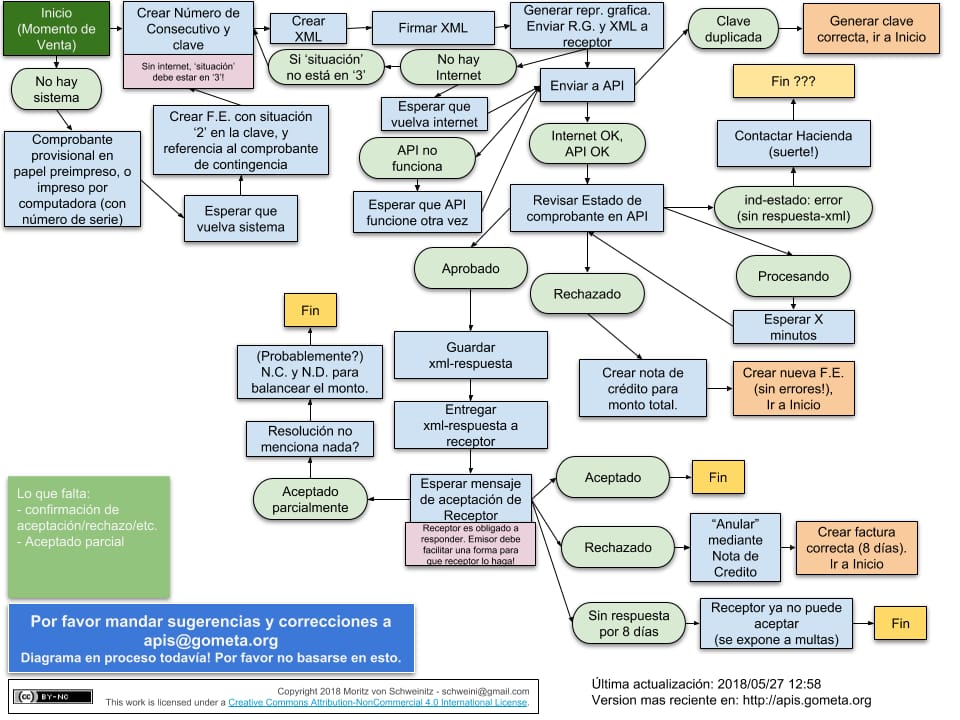 Inicio
(Momento de
Venta)
Crear Número de
Consecutivo y
clave
Sin internet, 'situación'
debe estar en '3'!
Crear
XML
Firmar XML
Generar repr. grafica.
Enviar R.G. y XML a
receptor
Clave
duplicada
Generar clave
correcta, ir a Inicio
No hay
sistema
Si 'situación'
no está en '3'
No hay
Internet
Enviar a API
Fin ???
Esperar que
vuelva internet
Crear F.E. con situación
'2' en la clave, y
referencia al comprobante
de contingencia
Comprobante
provisional en
papel preimpreso, o
impreso por
computadora (con
número de serie)
API no
funciona
Internet OK,
API OK
Contactar Hacienda
(suerte!)
Esperar que
vuelva sistema
Esperar que API
funcione otra vez
Revisar Estado de
comprobante en API
ind-estado: error
(sin respuesta-xml)
Aprobado
Rechazado
Procesando
Fin
Esperar X
minutos
(Probablemente?)
N.C. y N.D. para
balancear el monto.
Guardar
xml-respuesta
Crear nota de
crédito para
monto total.
Crear nueva F.E.
(sin errores!),
Ir a Inicio
Resolución no
menciona nada?
Entregar
xml-respuesta a
receptor
Aceptado
parcialmente
Esperar mensaje
de aceptación de
Receptor
Receptor es obligado a
responder. Emisor debe
facilitar una forma para
que receptor lo haga!
Aceptado
Fin
Lo que falta:
- confirmación de
aceptación/rechazo/etc.
- Aceptado parcial
Rechazado
"Anular"
mediante
Nota de
Credito
Crear factura
correcta (8 días).
Ir a Inicio
Sin respuesta
por 8 días
Receptor ya no puede
aceptar
(se expone a multas)
Fin
Por favor mandar sugerencias y correcciones a
apis@gometa.org
Diagrama en proceso todavía! Por favor no basarse en esto.
cc BY-NC
Copyright 2018 Moritz von Schweinitz - schweini@gmail.com
This work is licensed under a Creative Commons Attribution-NonCommercial 4.0 International License.
Última actualización: 2018/05/27 12:58
Version mas reciente en: http://apis.gometa.org